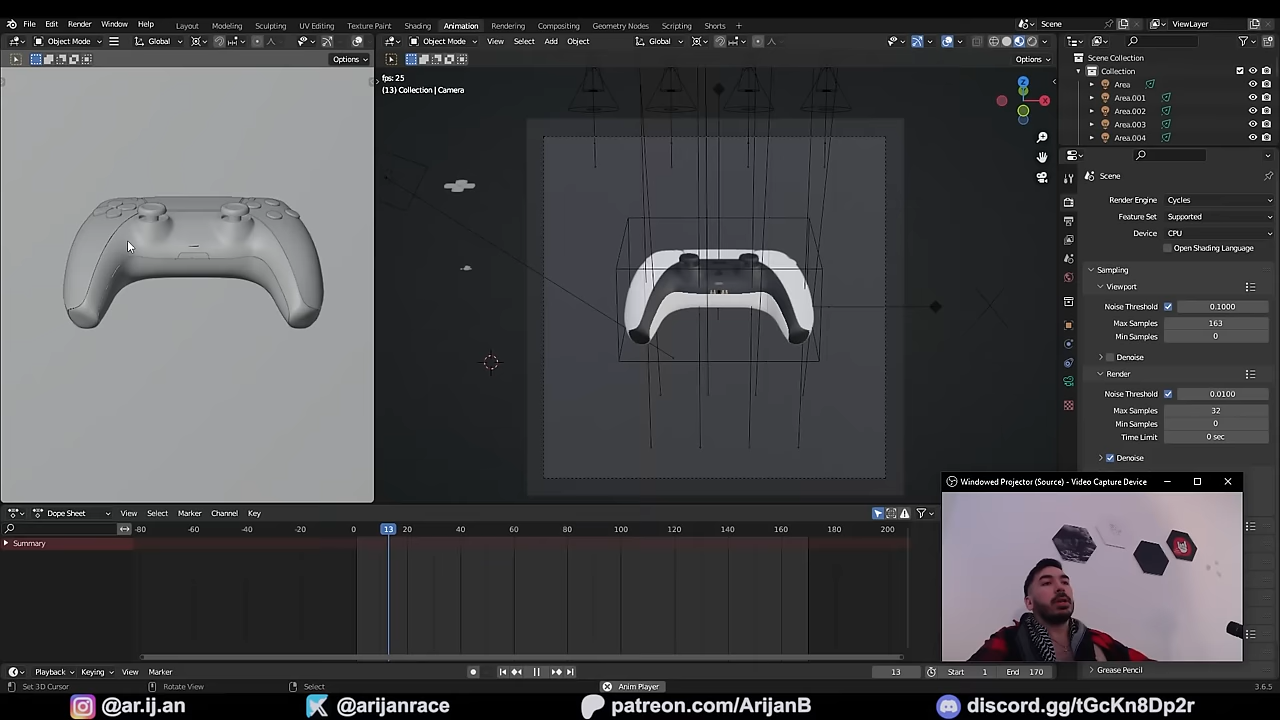 File Edit Render Window Help Layout Modeling Sculpting UV Editing Texture Paint Shading Animation Rendering Compositing Geometry Nodes Scripting Shorts + Scene ViewLayer
Object Mode Global Object Mode View Select Add Object Global
Options Options Scene Collection
Collection
fps: 25
(13) Collection | Camera
Area
Area.001
Area.002
Area.003
Area.004
Z
X
Scene
Render Engine Cycles
Feature Set Supported
Device CPU
Open Shading Language
Sampling
Viewport
Noise Threshold 0.1000
Max Samples 163
Min Samples 0
Denoise
Render
Noise Threshold 0.0100
Max Samples 32
Min Samples 0
Time Limit 0 sec
Denoise
Windowed Projector (Source) - Video Capture Device
Dope Sheet View Select Marker Channel Key
-80 -60 -40 -20 0 13 20 40 60 80 100 120 140 160 180 200
Summary
Grease Pencil
Playback Keying View Marker 13 Start 1 End 170
Set 3D Cursor Rotate View Select Anim Player 3.6.5
@ar.ij.an @arijanrace patreon.com/ArijanB discord.gg/tGcKn8Dp2r